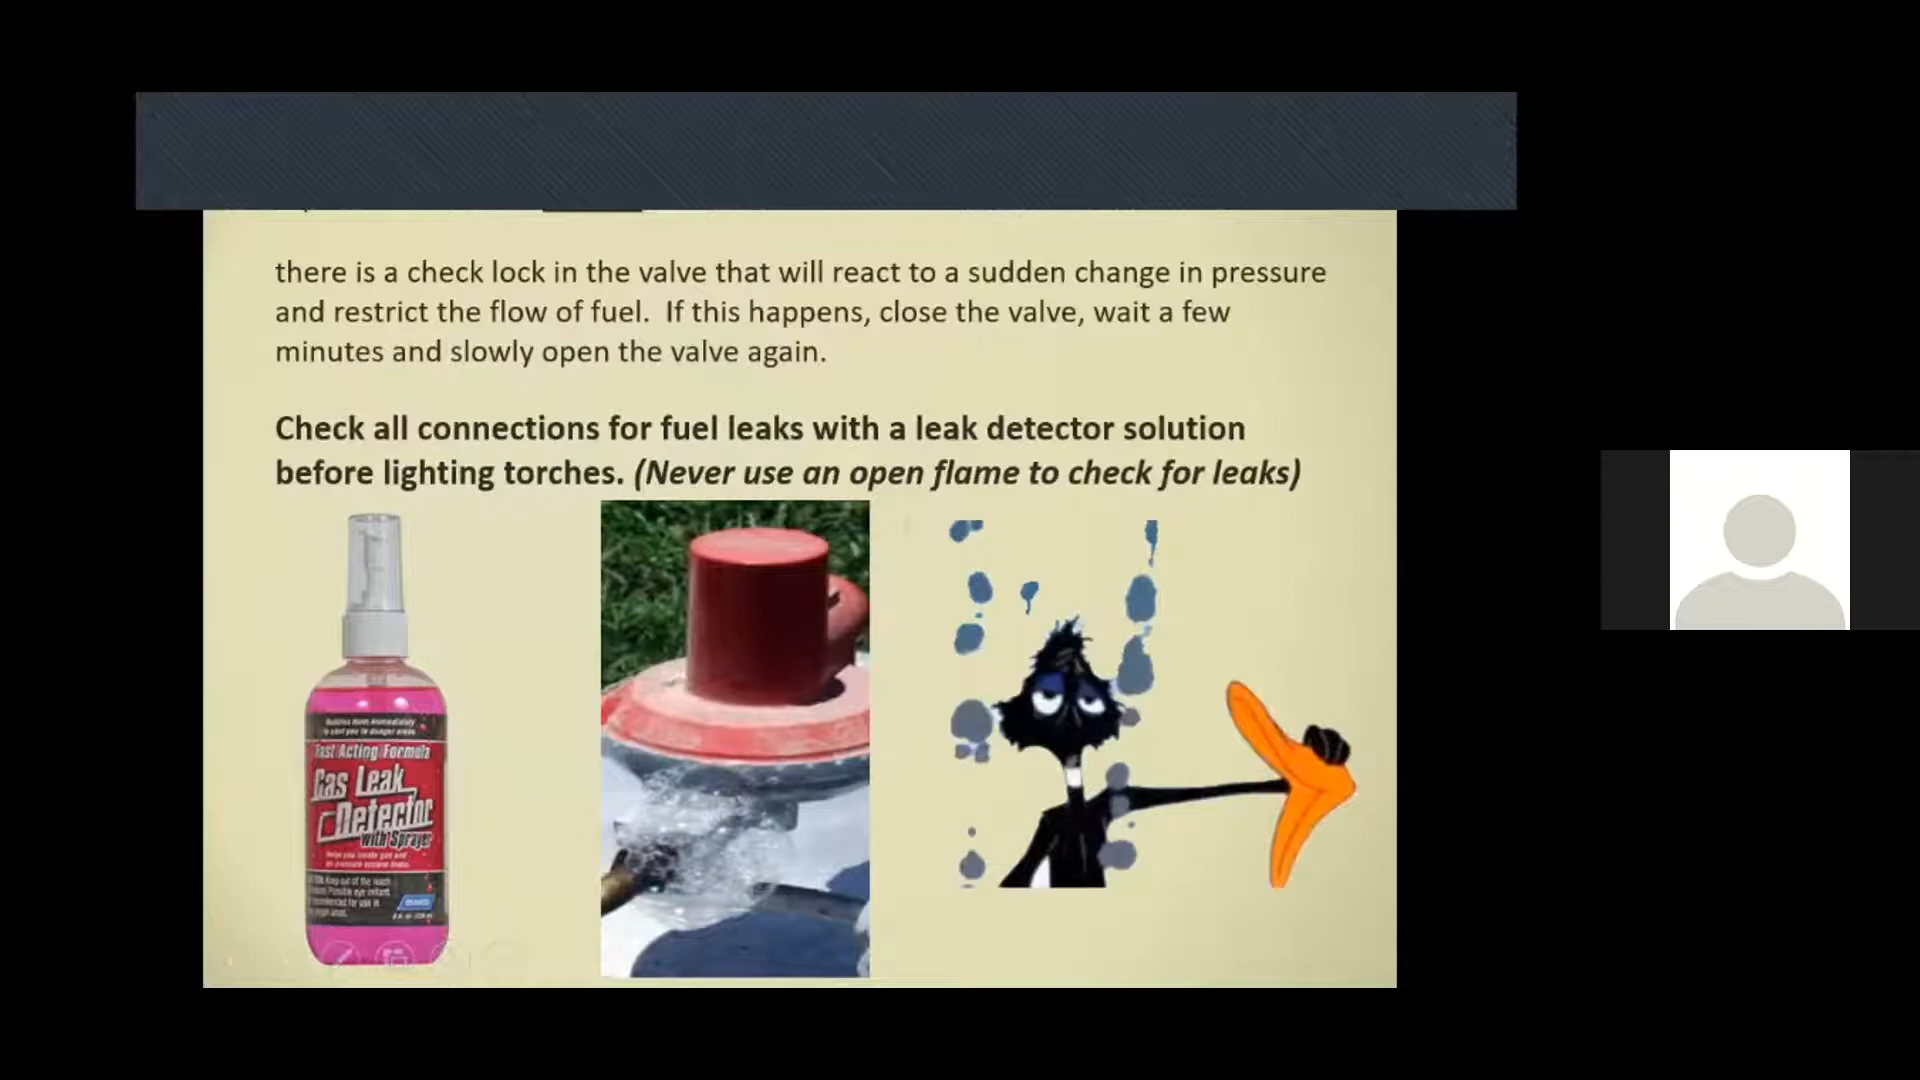 there is a check lock in the valve that will react to a sudden change in pressure
and restrict the flow of fuel.  If this happens, close the valve, wait a few
minutes and slowly open the valve again.
Check all connections for fuel leaks with a leak detector solution
before lighting torches. (Never use an open flame to check for leaks)
Fast Acting Formula
Gas Leak
Detector
with Sprayer